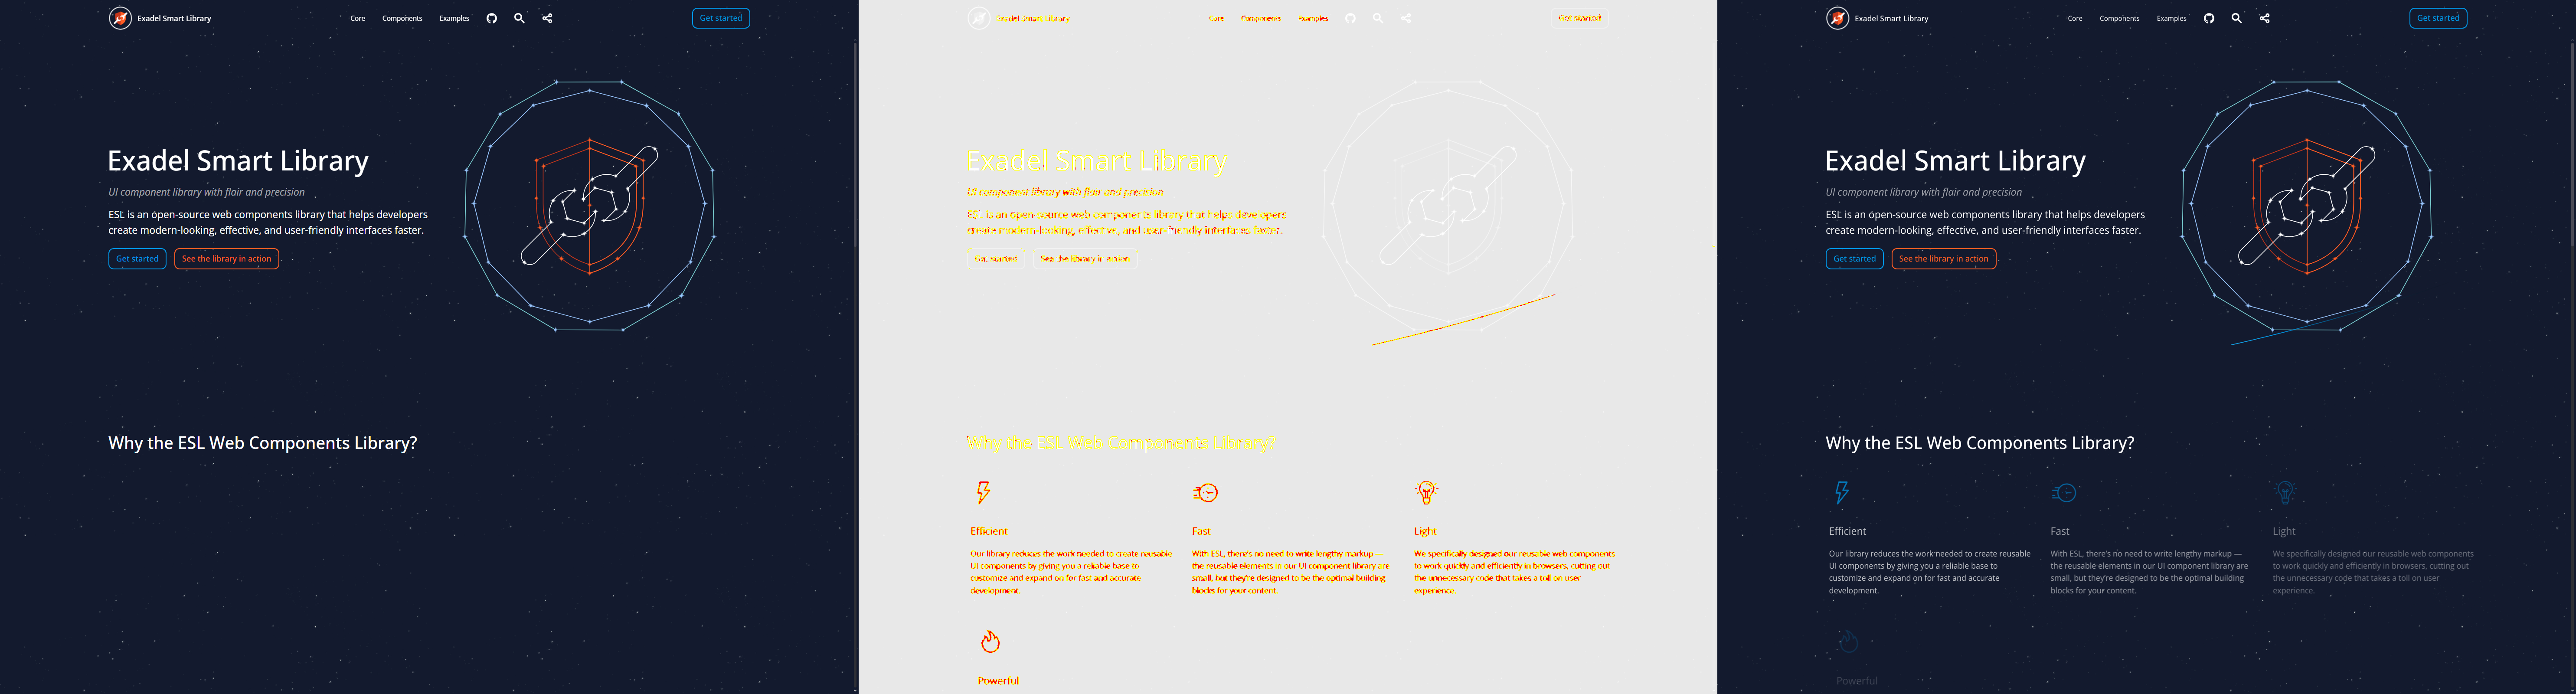 Exadel Smart Library
Core Components Examples
Get started
Exadel Smart Library
UI component library with flair and precision
ESL is an open-source web components library that helps developers
create modern-looking, effective, and user-friendly interfaces faster.
Get started See the library in action
Why the ESL Web Components Library?
Exadel Smart Library
Core Components Examples
Get started
Exadel Smart Library
UI component library with flair and precision
ESL is an open-source web components library that helps developers
create modern-looking, effective, and user-friendly interfaces faster.
Get started See the library in action
Why the ESL Web Components Library?
Efficient
Our library reduces the work needed to create reusable
UI components by giving you a reliable base to
customize and expand on for fast and accurate
development.
Fast
With ESL, there's no need to write lengthy markup —
the reusable elements in our UI component library are
small, but they're designed to be the optimal building
blocks for your content.
Light
We specifically designed our reusable web components
to work quickly and efficiently in browsers, cutting out
the unnecessary code that takes a toll on user
experience.
Powerful
Exadel Smart Library
Core Components Examples
Get started
Exadel Smart Library
UI component library with flair and precision
ESL is an open-source web components library that helps developers
create modern-looking, effective, and user-friendly interfaces faster.
Get started See the library in action
Why the ESL Web Components Library?
Efficient
Our library reduces the work needed to create reusable
UI components by giving you a reliable base to
customize and expand on for fast and accurate
development.
Fast
With ESL, there's no need to write lengthy markup —
the reusable elements in our UI component library are
small, but they're designed to be the optimal building
blocks for your content.
Light
We specifically designed our reusable web components
to work quickly and efficiently in browsers, cutting out
the unnecessary code that takes a toll on user
experience.
Powerful